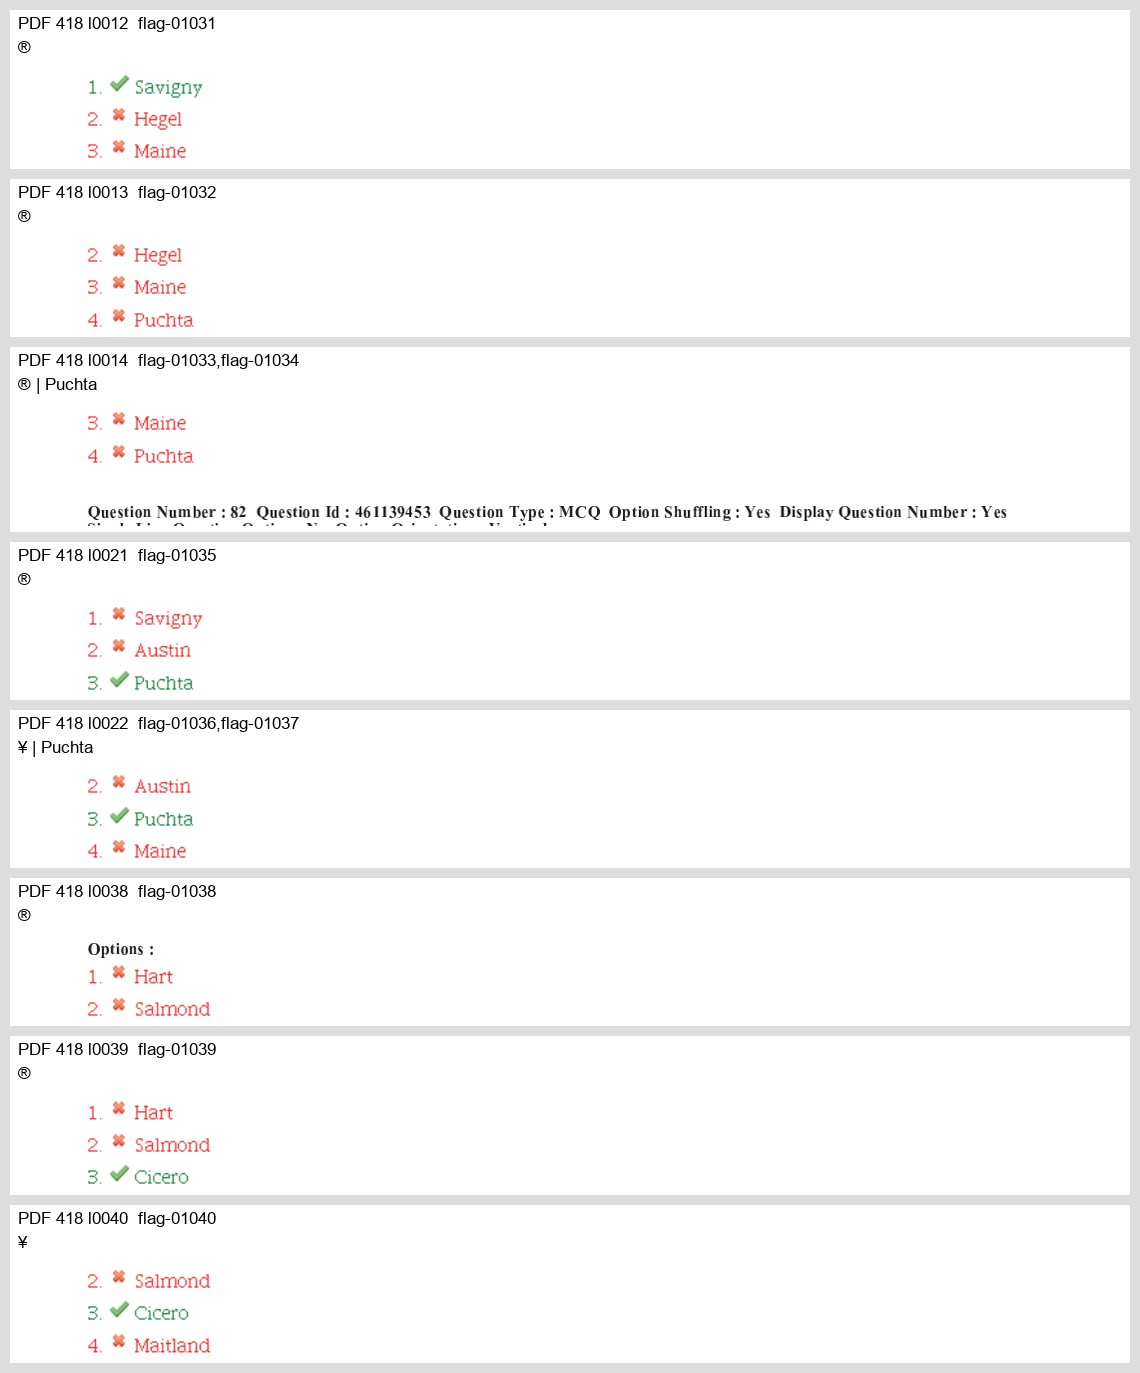 PDF 418 l0012 flag-01031
®
1. Savigny
2. Hegel
3. Maine
PDF 418 l0013 flag-01032
®
2. Hegel
3. Maine
4. Puchta
PDF 418 l0014 flag-01033,flag-01034
® | Puchta
3. Maine
4. Puchta
Question Number : 82 Question Id : 461139453 Question Type : MCQ Option Shuffling : Yes Display Question Number : Yes
PDF 418 l0021 flag-01035
®
1. Savigny
2. Austin
3. Puchta
PDF 418 l0022 flag-01036,flag-01037
¥ | Puchta
2. Austin
3. Puchta
4. Maine
PDF 418 l0038 flag-01038
®
Options :
1. Hart
2. Salmond
PDF 418 l0039 flag-01039
®
1. Hart
2. Salmond
3. Cicero
PDF 418 l0040 flag-01040
¥
2. Salmond
3. Cicero
4. Maitland